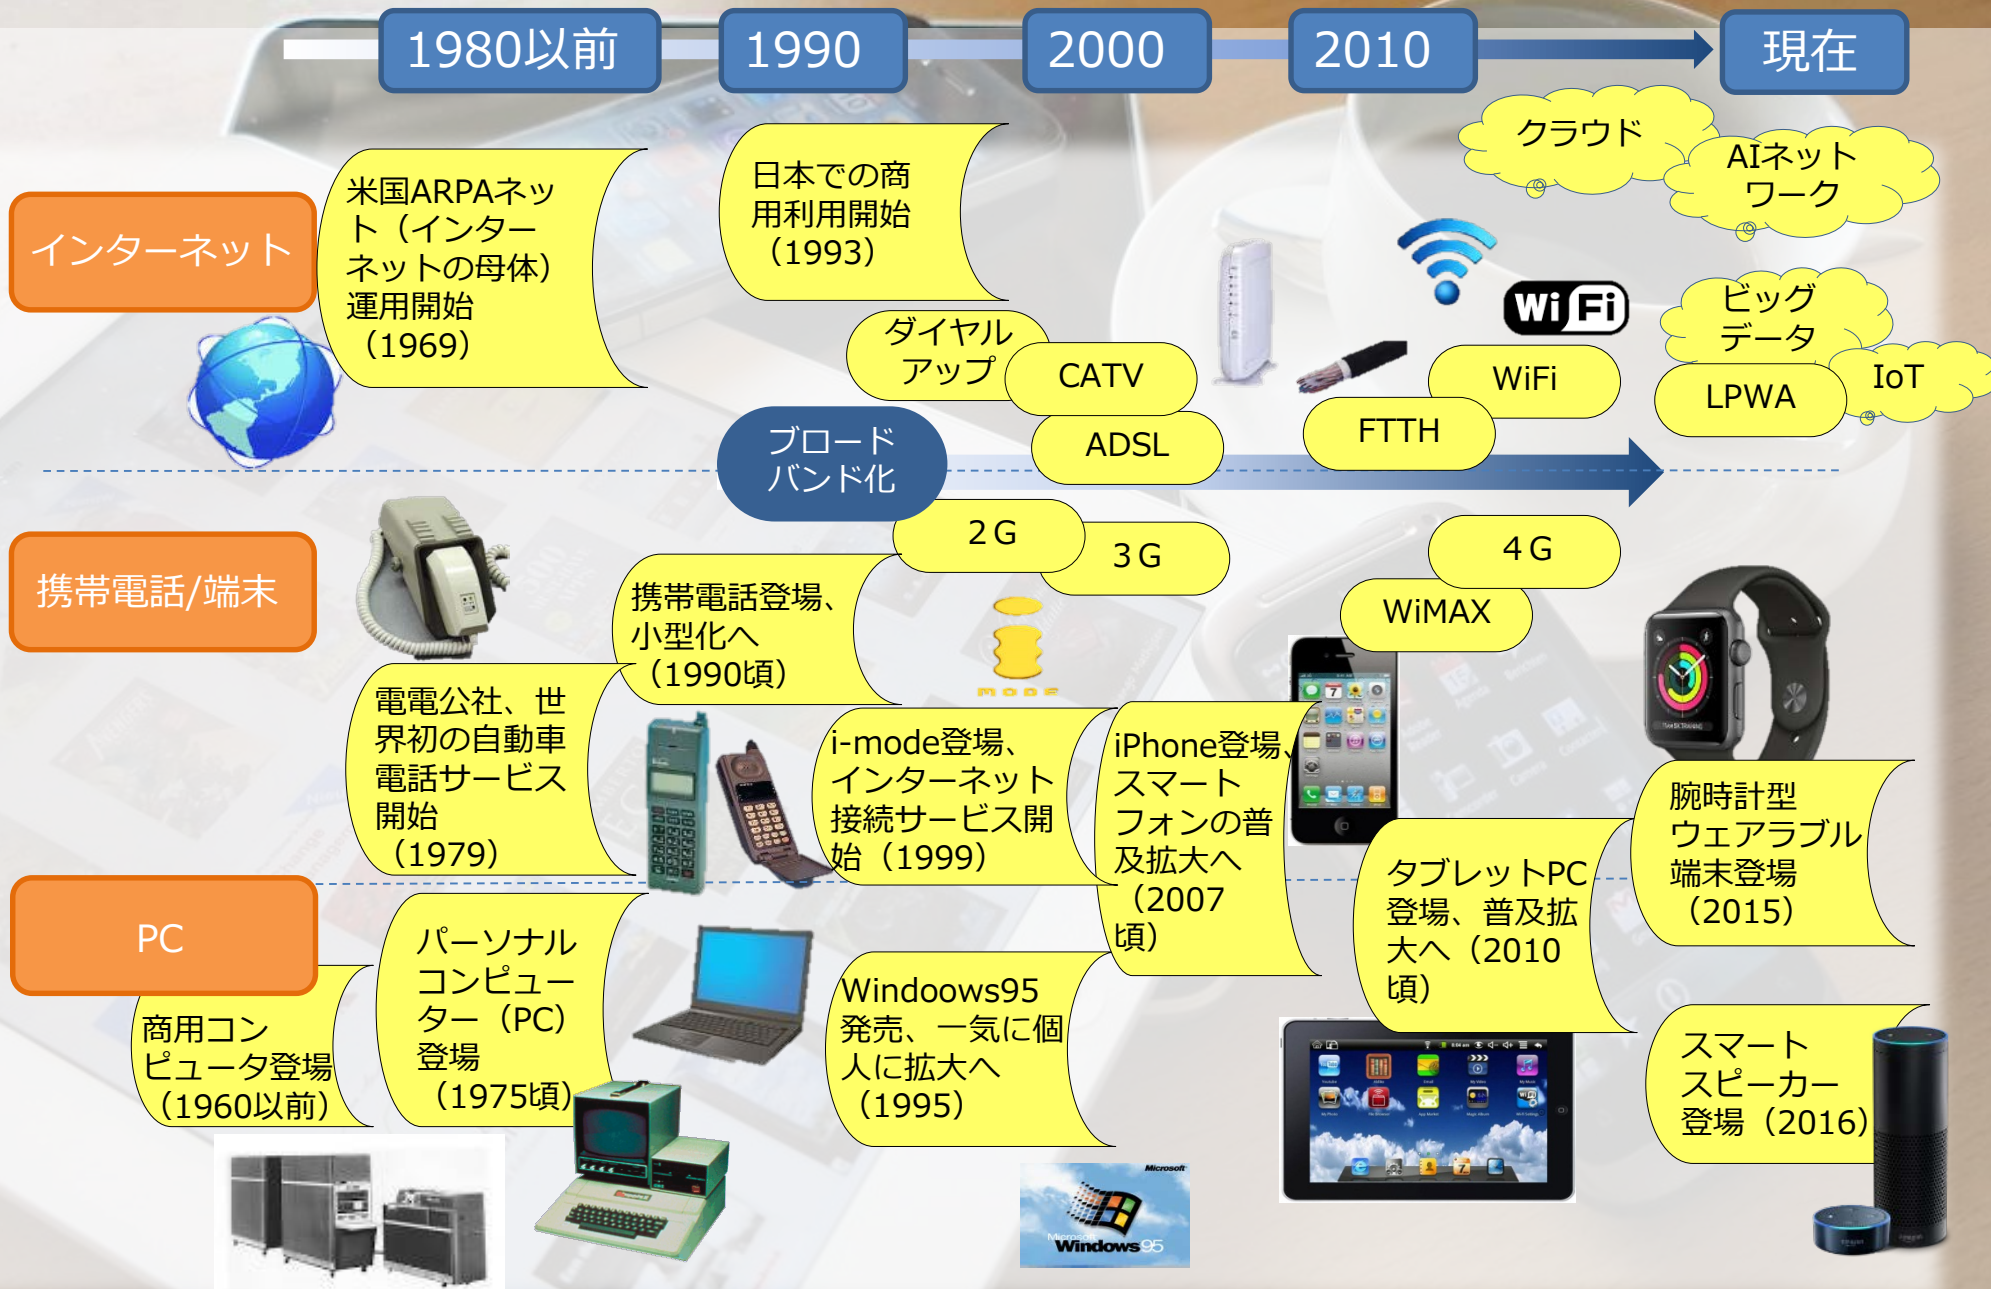 1980以前
1990
2000
2010
現在
クラウド
AIネット
ワーク
インターネット
米国ARPAネッ
ト（インター
ネットの母体）
運用開始
（1969）
日本での商
用利用開始
（1993）
Wi Fi
ビッグ
データ
IoT
ダイヤル
アップ
CATV
ADSL
WiFi
FTTH
LPWA
ブロード
バンド化
携帯電話/端末
２G
３G
４G
WiMAX
携帯電話登場、
小型化へ
（1990頃）
MODE
電電公社、世
界初の自動車
電話サービス
開始
（1979）
i-mode登場、
インターネット
接続サービス開
始（1999）
iPhone登場、
スマート
フォンの普
及拡大へ
（2007
頃）
タブレットPC
登場、普及拡
大へ（2010
頃）
腕時計型
ウェアラブル
端末登場
（2015）
PC
商用コン
ピュータ登場
（1960以前）
パーソナル
コンピュー
ター（PC）
登場
（1975頃）
Windoows95
発売、一気に個
人に拡大へ
（1995）
Microsoft
Microsoft
Windows95
スマート
スピーカー
登場（2016）